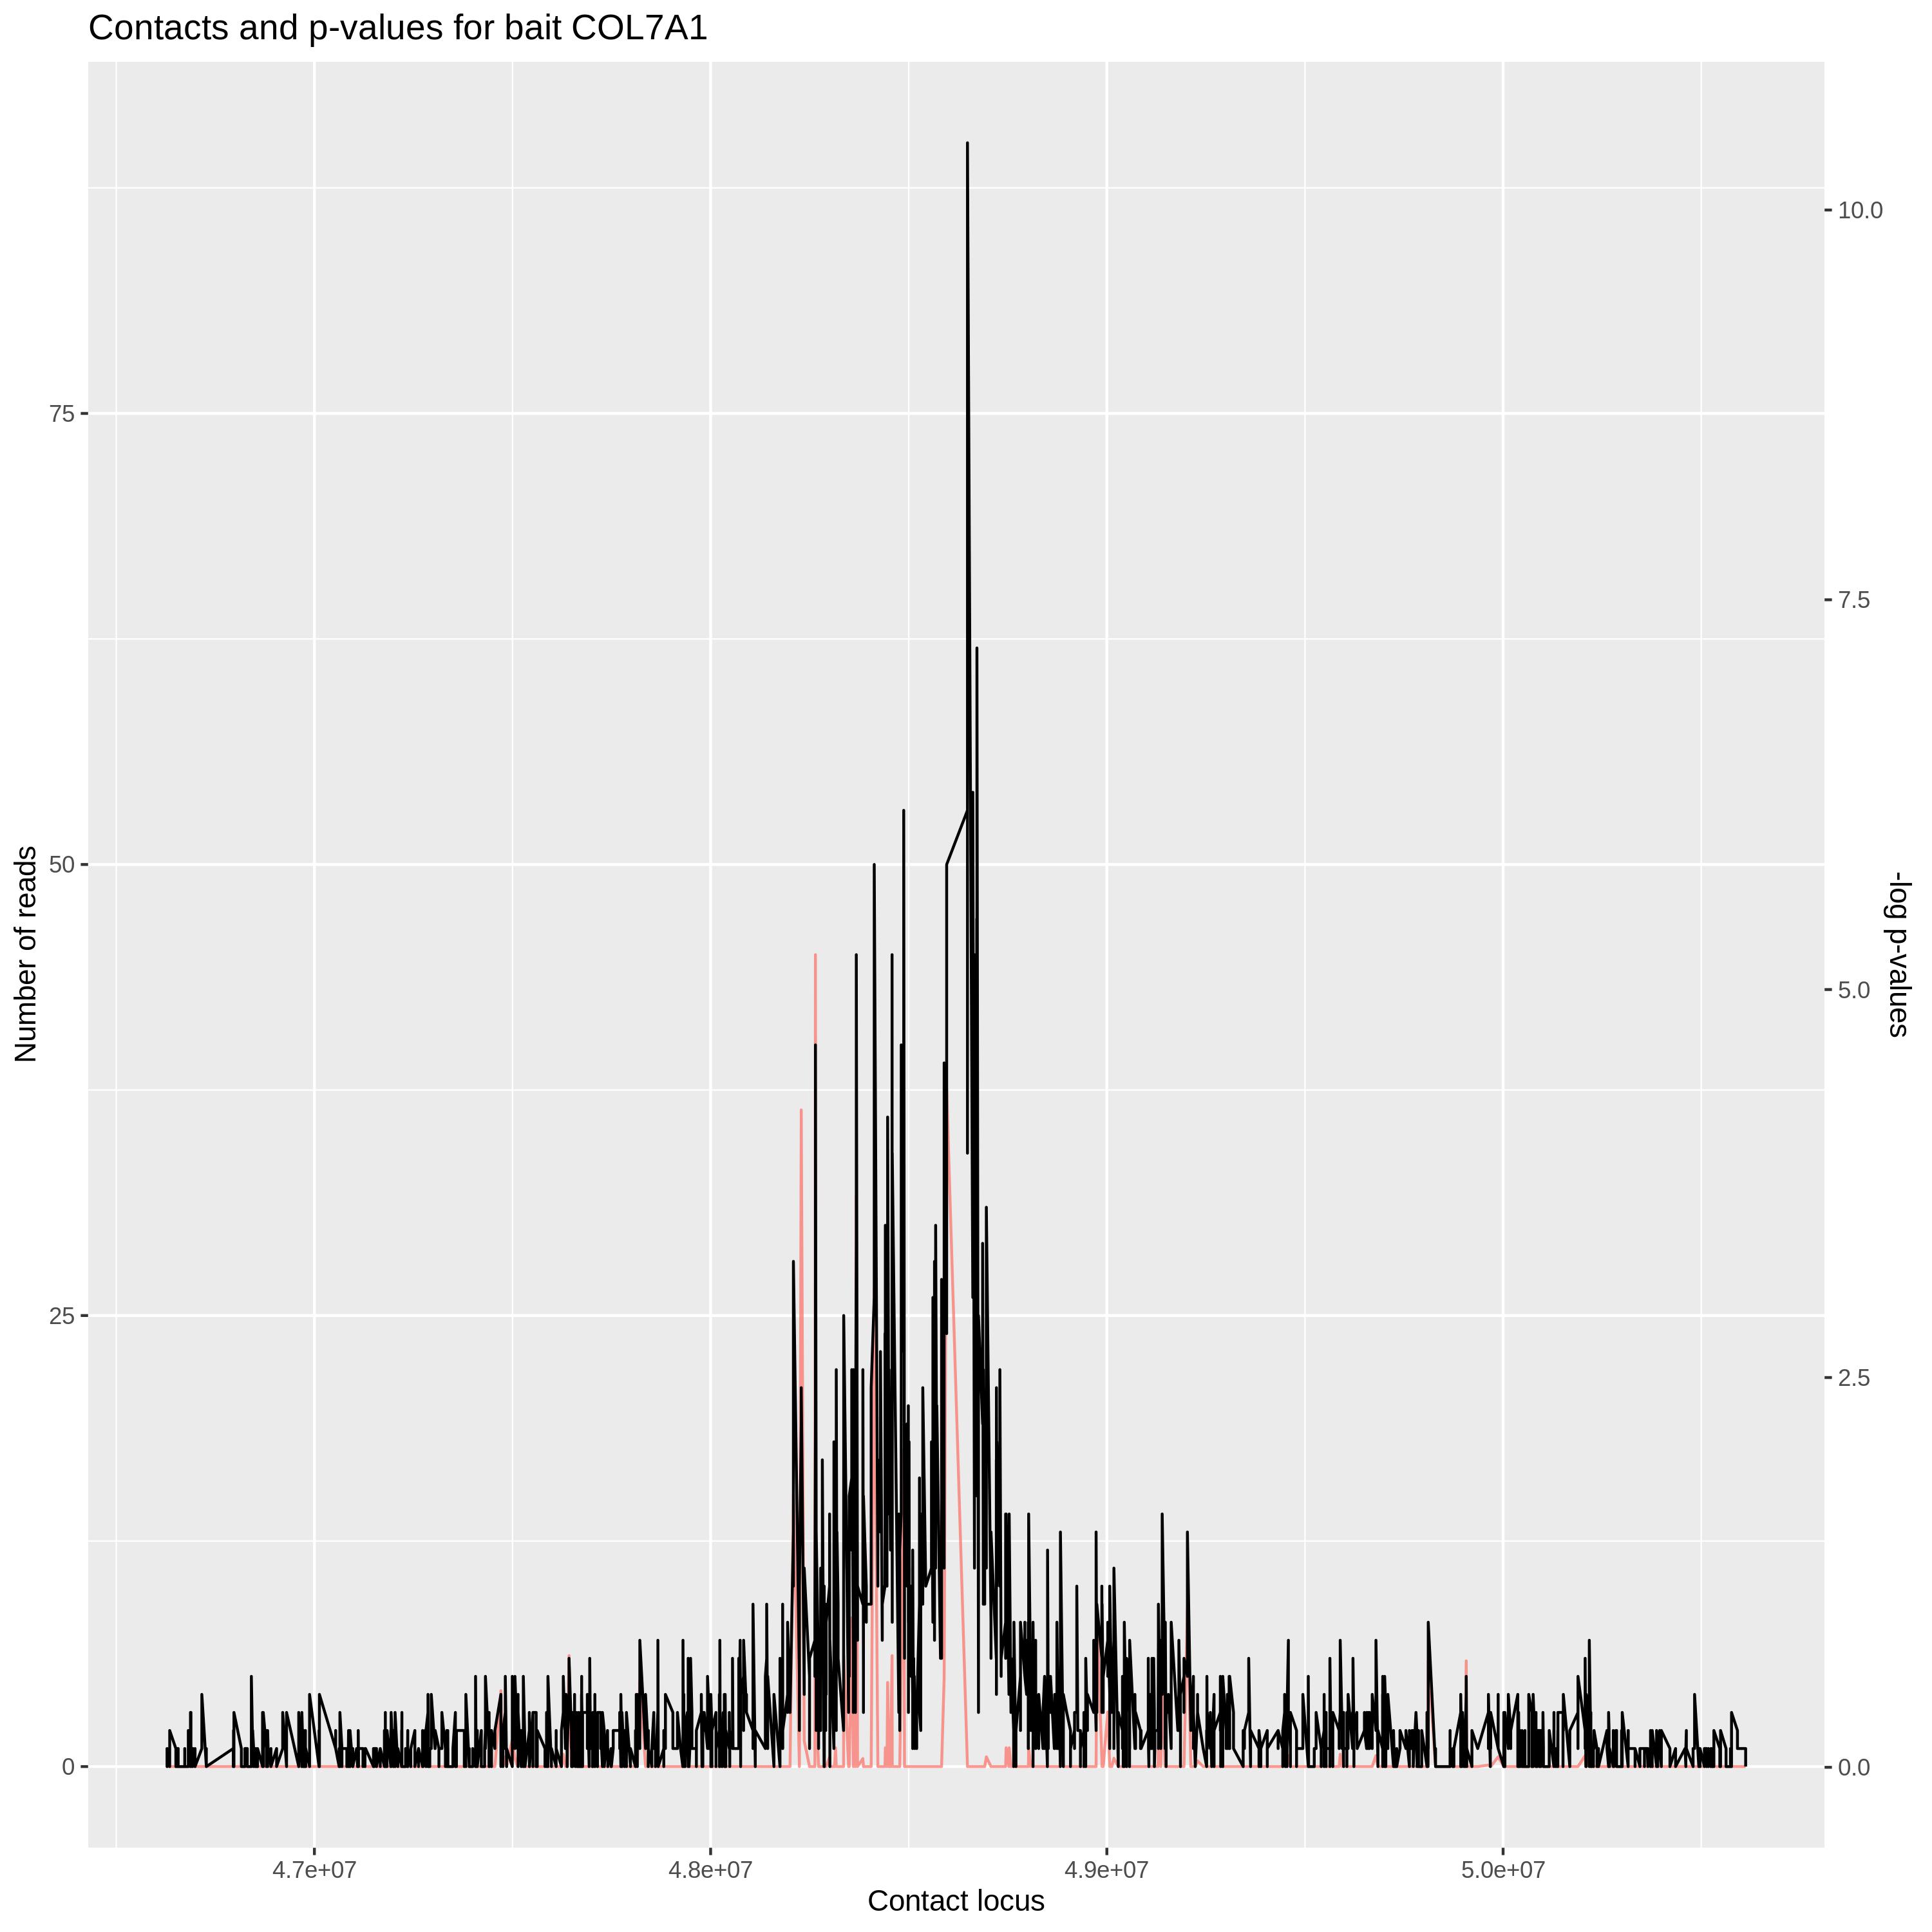 Contacts and p-values for bait COL7A1
Number of reads
75
50
25
0
10.0
7.5
5.0
2.5
0.0
-log p-values
4.7e+07 4.8e+07 4.9e+07 5.0e+07
Contact locus